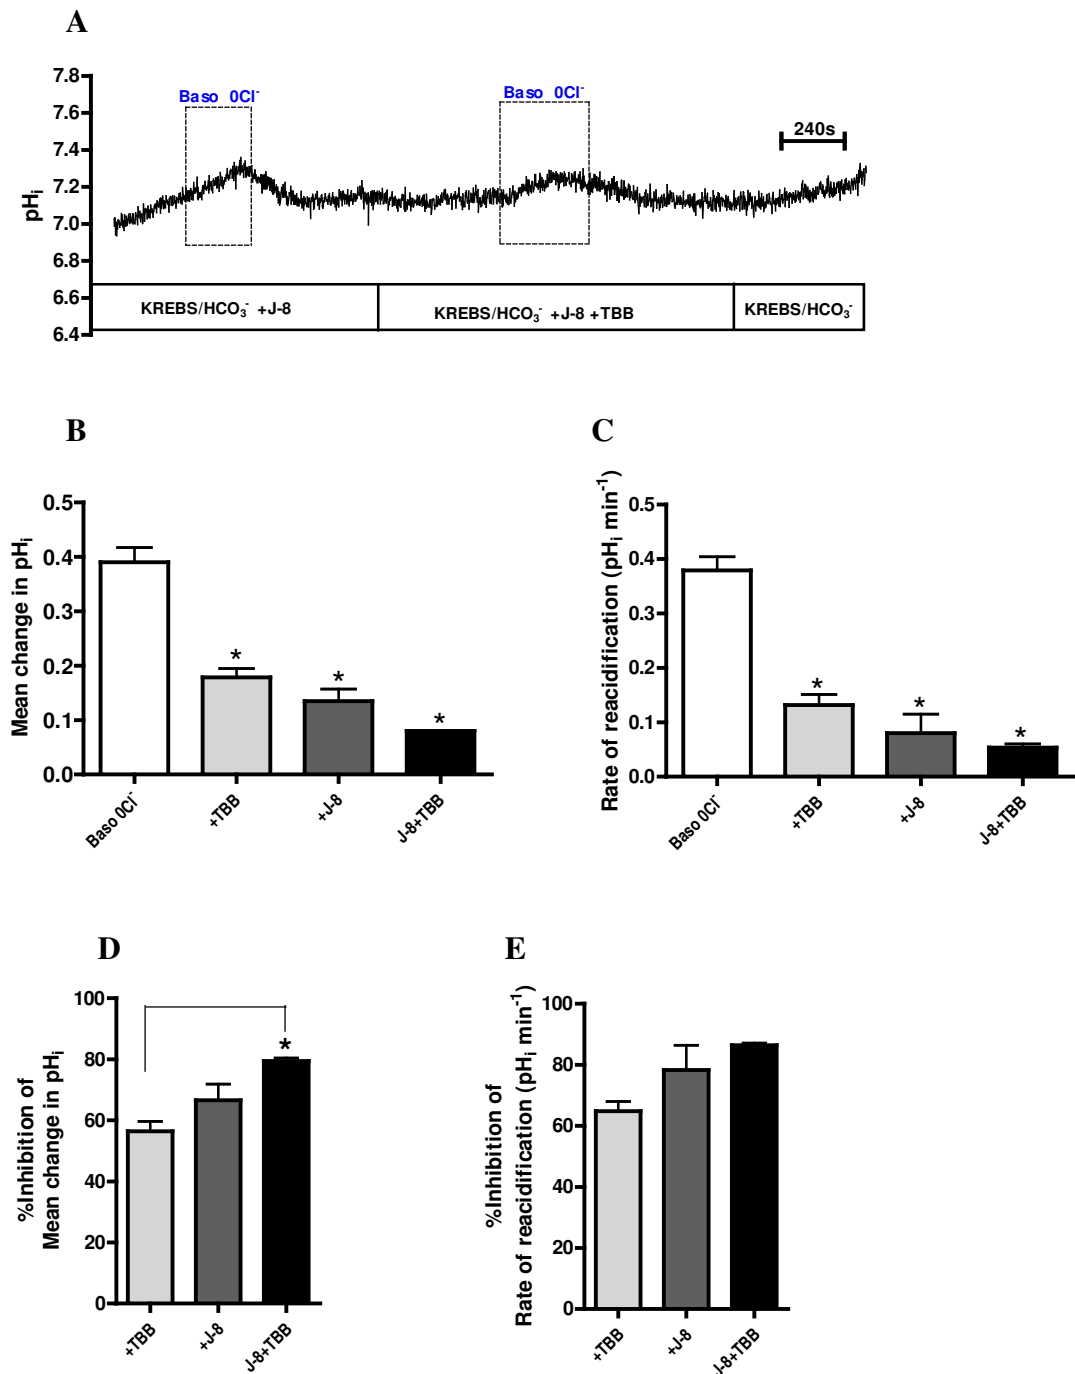 A
7.8
7.6
7.4
7.2
7.0
6.8
6.6
6.4
pHi
Baso 0Cl-
Baso 0Cl-
240s
KREBS/HCO3- +J-8
KREBS/HCO3- +J-8 +TBB
KREBS/HCO3-
B
0.5
0.4
0.3
0.2
0.1
0.0
Mean change in pHi
*
*
*
Baso 0Cl-
+TBB
+J-8
J-8+TBB
C
0.5
0.4
0.3
0.2
0.1
0.0
Rate of reacidification (pHi min-1)
*
*
*
Baso 0Cl-
+TBB
+J-8
J-8+TBB
D
100
80
60
40
20
0
%Inhibition of
Mean change in pHi
*
+TBB
+J-8
J-8+TBB
E
100
80
60
40
20
0
%Inhibition of
Rate of reacidification (pHi min-1)
+TBB
+J-8
J-8+TBB